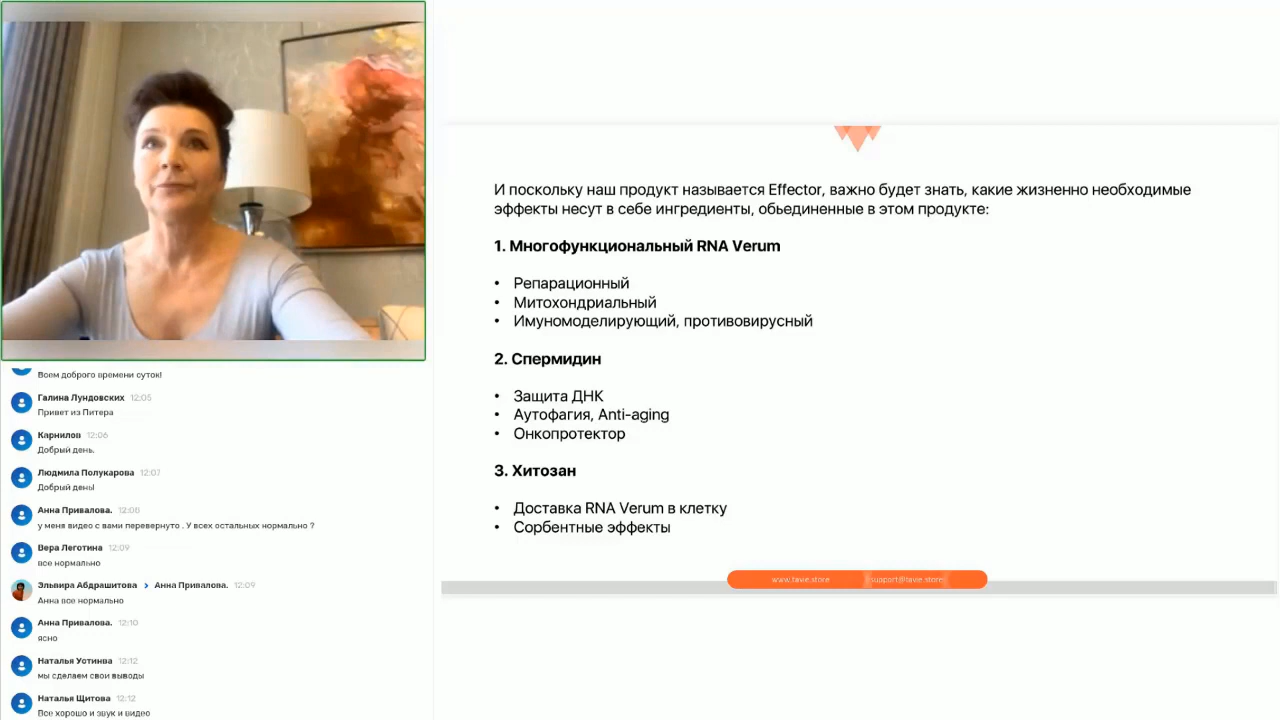 Всем доброго времени суток!
Галина Лундовских 12:05
Привет из Питера
Карнилов 12:06
Добрый день.
Людмила Полукарова 12:07
Добрый день!
Анна Привалова. 12:08
у меня видео с вами перевернуто . У всех остальных нормально ?
Вера Леготина 12:09
все нормально
Эльвира Абдрашитова › Анна Привалова. 12:09
Анна все нормально
Анна Привалова. 12:10
ясно
Наталья Устинва 12:12
мы сделаем свои выводы
Наталья Щитова 12:12
Все хорошо и звук и видео
И поскольку наш продукт называется Effector, важно будет знать, какие жизненно необходимые
эффекты несут в себе ингредиенты, обьединенные в этом продукте:
1. Многофункциональный RNA Verum
• Репарационный
• Митохондриальный
• Имуномоделирующий, противовирусный
2. Спермидин
• Защита ДНК
• Аутофагия, Anti-aging
• Онкопротектор
3. Хитозан
• Доставка RNA Verum в клетку
• Сорбентные эффекты
www.lavie.store support@lavie.store